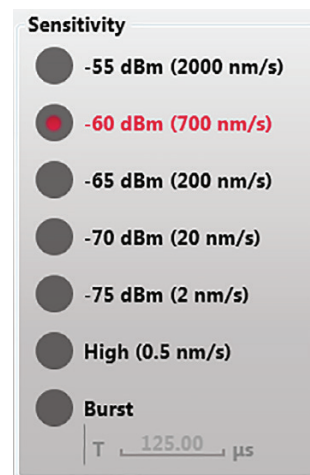 Sensitivity
-55 dBm (2000 nm/s)
-60 dBm (700 nm/s)
-65 dBm (200 nm/s)
-70 dBm (20 nm/s)
-75 dBm (2 nm/s)
High (0.5 nm/s)
Burst
T 125.00 µs